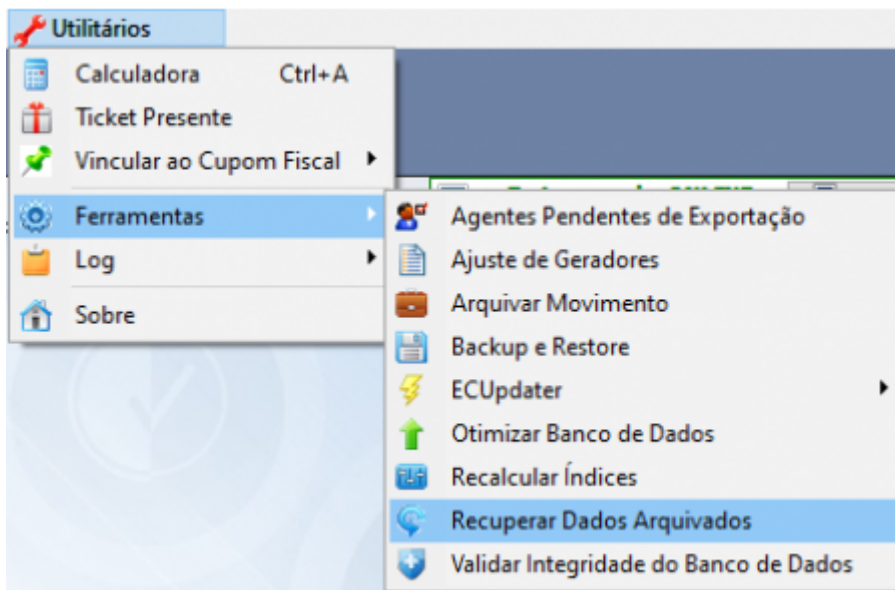 Utilitários
Calculadora Ctrl+A
Ticket Presente
Vincular ao Cupom Fiscal
Ferramentas
Log
Sobre
Agentes Pendentes de Exportação
Ajuste de Geradores
Arquivar Movimento
Backup e Restore
ECUpdater
Otimizar Banco de Dados
Recalcular Índices
Recuperar Dados Arquivados
Validar Integridade do Banco de Dados